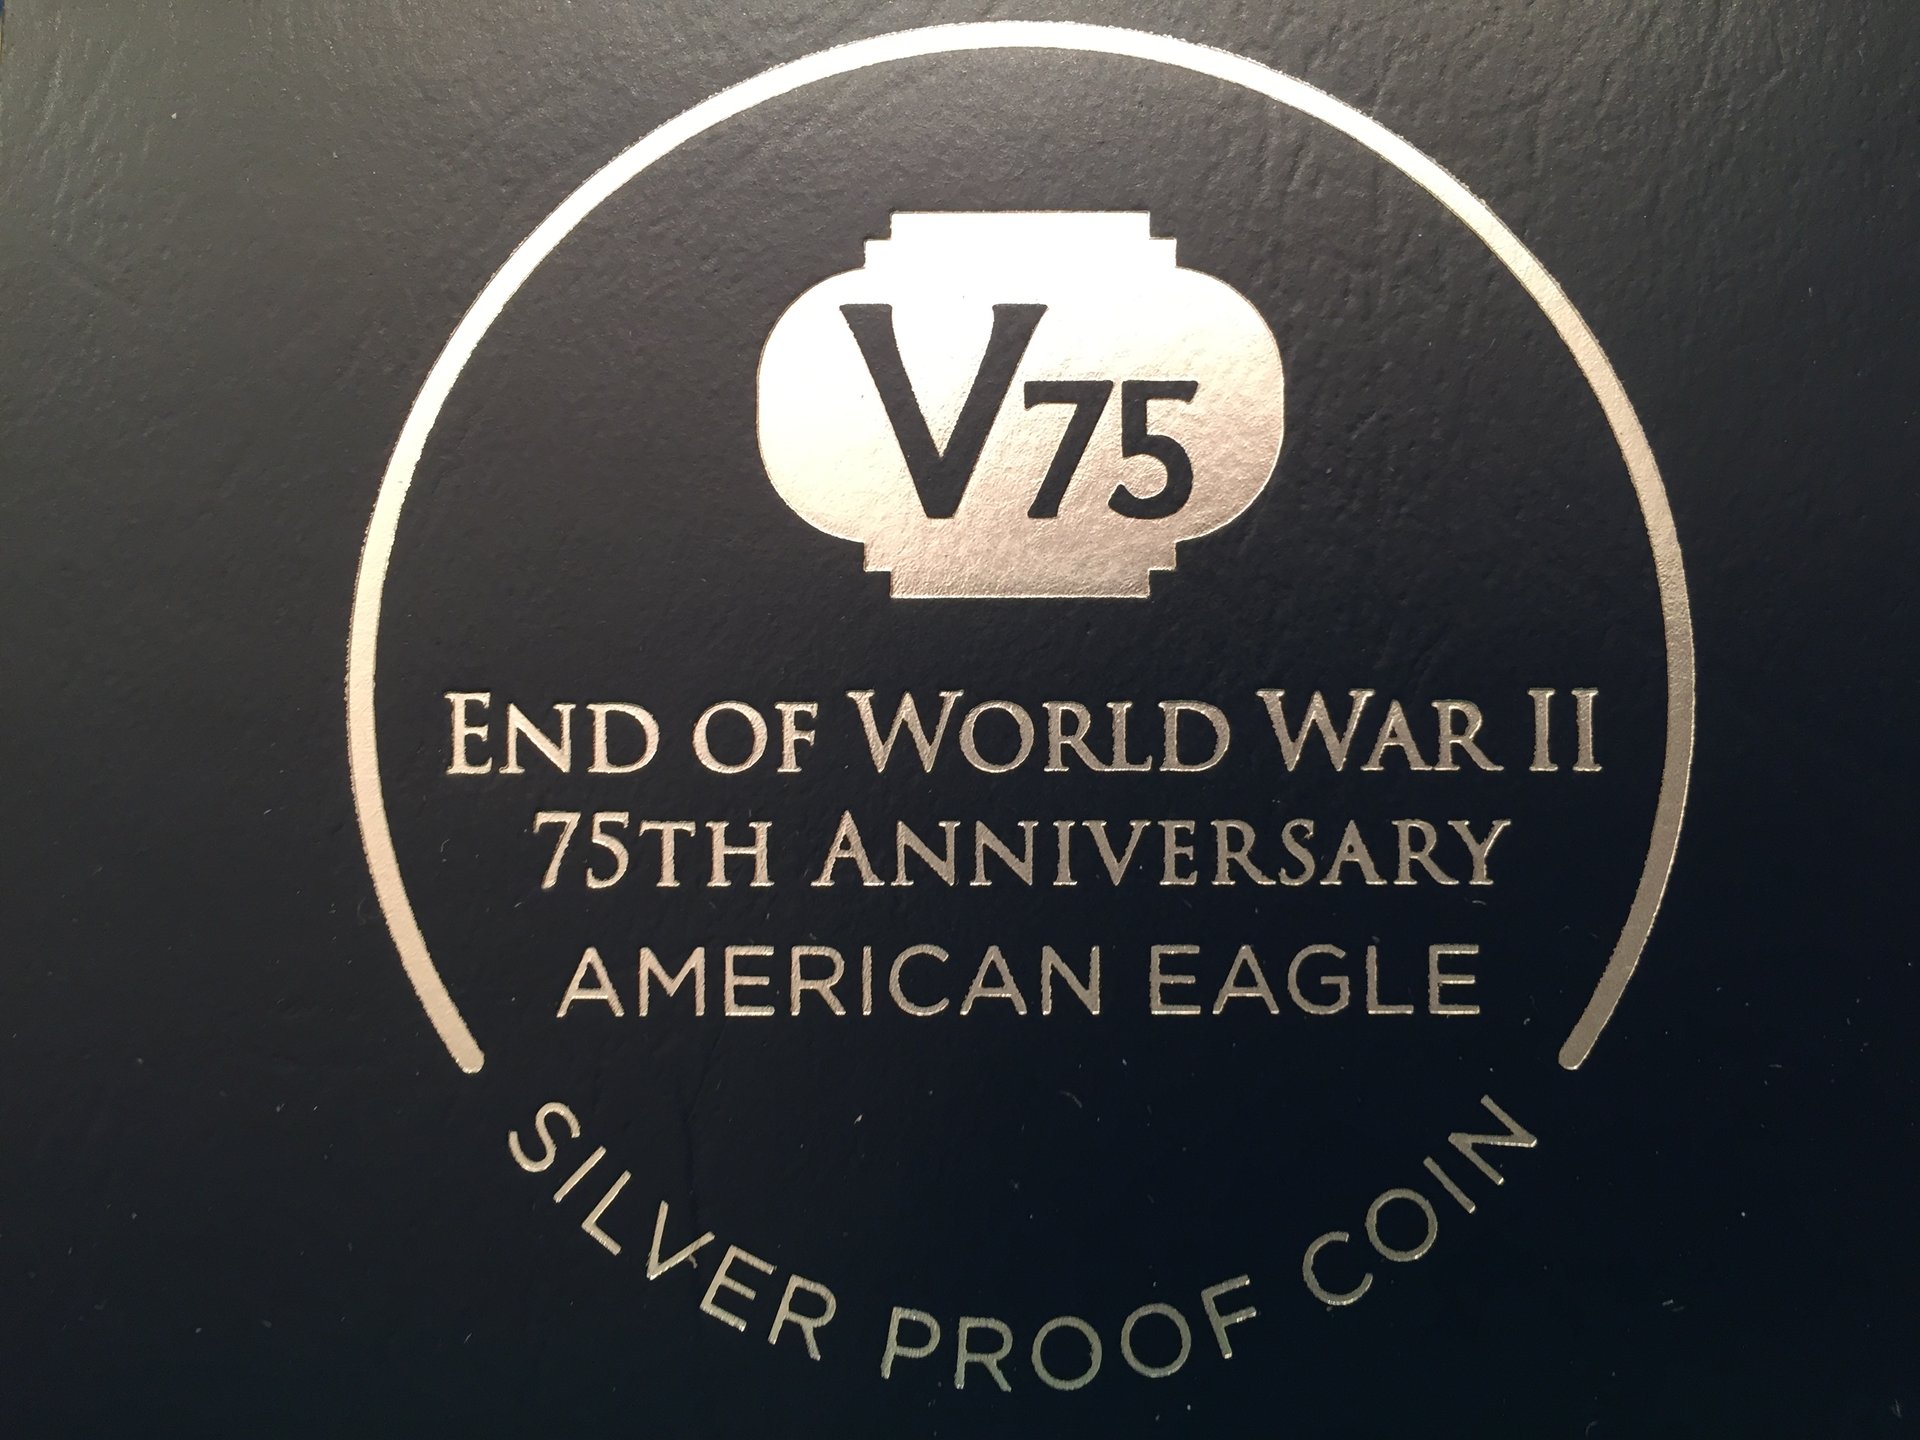 V75
END OF WORLD WAR II
75TH ANNIVERSARY
AMERICAN EAGLE
SILVER PROOF COIN